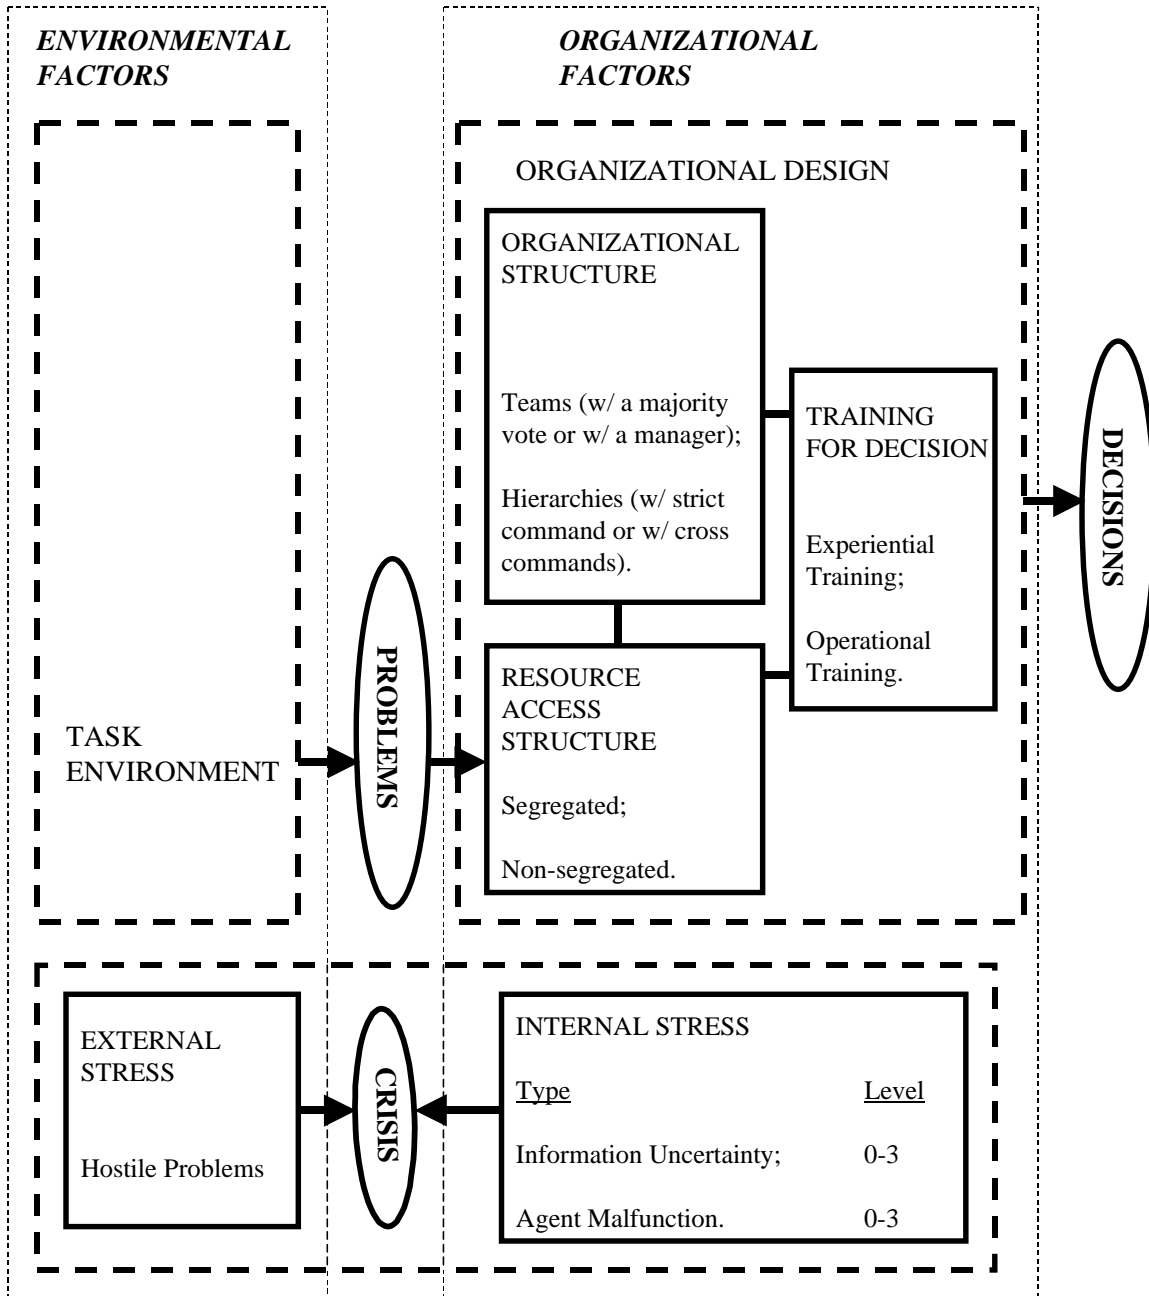 ENVIRONMENTAL
FACTORS
ORGANIZATIONAL
FACTORS
ORGANIZATIONAL DESIGN
ORGANIZATIONAL
STRUCTURE
Teams (w/ a majority
vote or w/ a manager);
Hierarchies (w/ strict
command or w/ cross
commands).
TRAINING
FOR DECISION
Experiential
Training;
Operational
Training.
DECISIONS
PROBLEMS
TASK
ENVIRONMENT
RESOURCE
ACCESS
STRUCTURE
Segregated;
Non-segregated.
EXTERNAL
STRESS
Hostile Problems
CRISIS
INTERNAL STRESS
Type Level
Information Uncertainty; 0-3
Agent Malfunction. 0-3